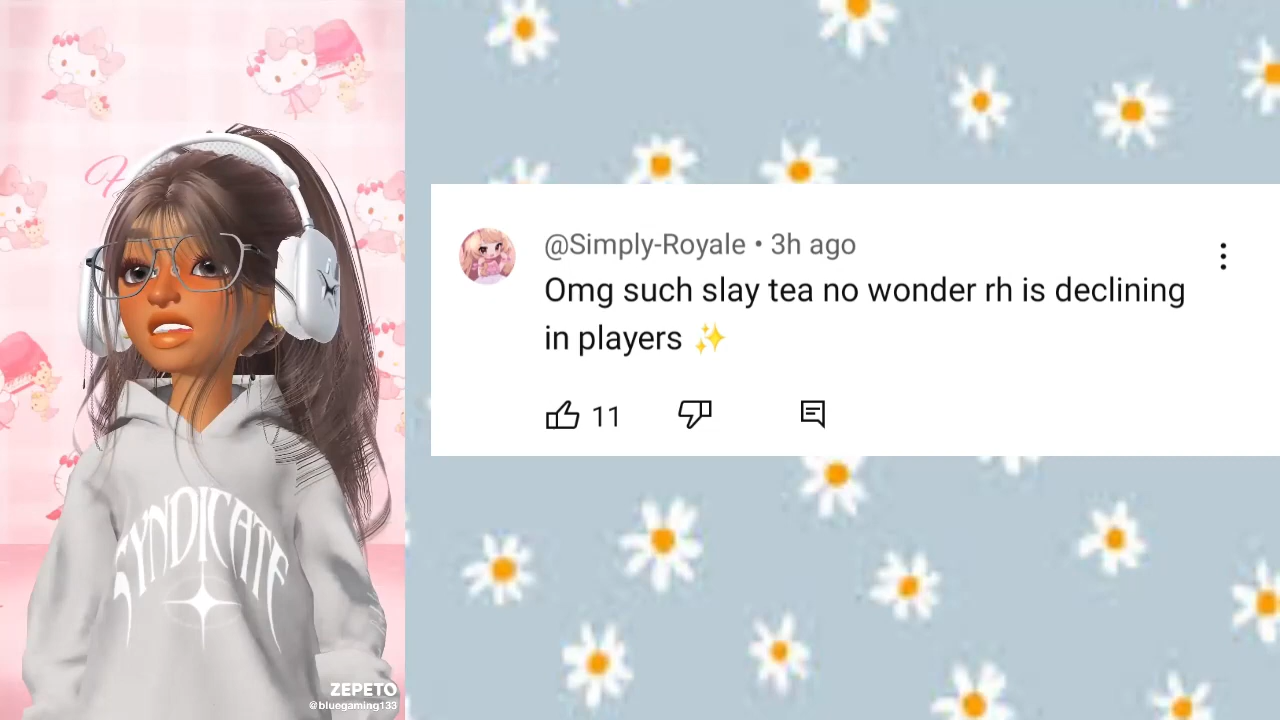 SYNDICATE
ZEPETO
@bluegaming133
@Simply-Royale • 3h ago
Omg such slay tea no wonder rh is declining
in players ✨
11